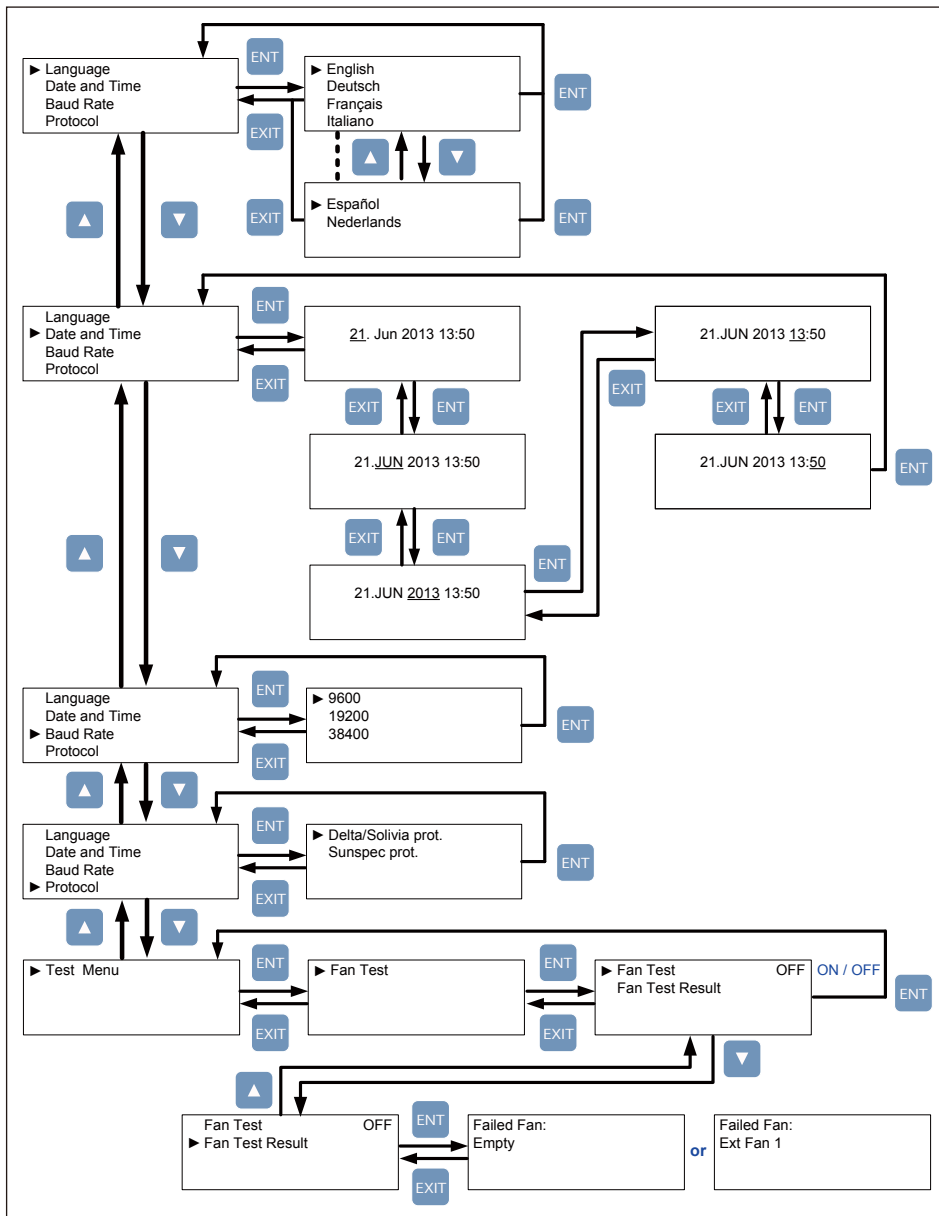 ENT
► Language
Date and Time
Baud Rate
Protocol
► English
Deutsch
Français
Italiano
ENT
EXIT
▲
▼
► Español
Nederlands
EXIT
ENT
▲
▼
ENT
Language
► Date and Time
Baud Rate
Protocol
21. Jun 2013 13:50
21.JUN 2013 13:50
EXIT
EXIT
EXIT
ENT
EXIT
ENT
21.JUN 2013 13:50
21.JUN 2013 13:50
ENT
EXIT
ENT
▲
▼
ENT
21.JUN 2013 13:50
Language
Date and Time
► Baud Rate
Protocol
ENT
► 9600
19200
38400
ENT
EXIT
▲
▼
Language
Date and Time
Baud Rate
► Protocol
ENT
► Delta/Solivia prot.
Sunspec prot.
ENT
EXIT
▲
▼
► Test Menu
ENT
► Fan Test
ENT
► Fan Test OFF
Fan Test Result
ON / OFF
ENT
EXIT
EXIT
▲
▼
Fan Test OFF
► Fan Test Result
ENT
EXIT
Failed Fan:
Empty
or
Failed Fan:
Ext Fan 1